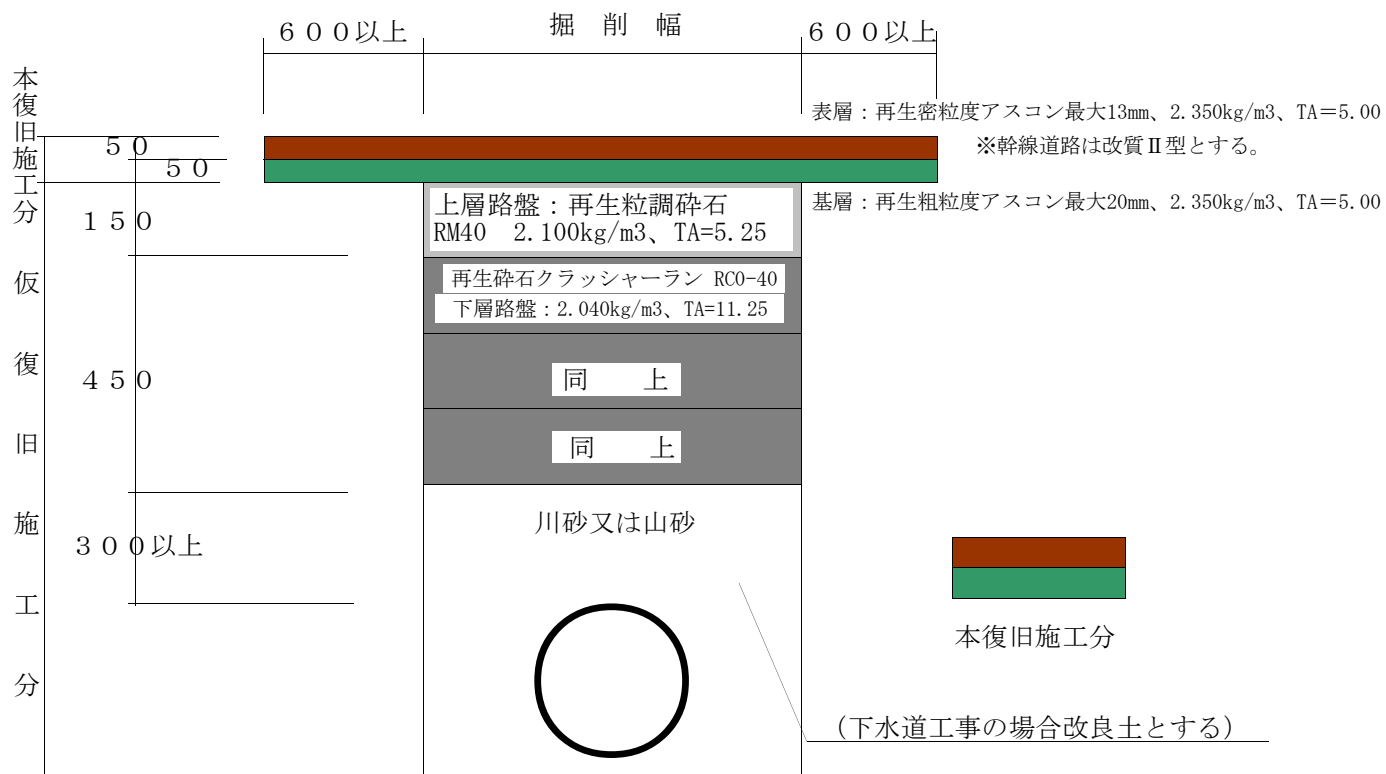 ６００以上
掘　削　幅
６００以上
本復旧施工分
表層：再生密粒度アスコン最大13mm、2.350kg/m3、TA＝5.00
※幹線道路は改質Ⅱ型とする。
５０
５０
基層：再生粗粒度アスコン最大20mm、2.350kg/m3、TA＝5.00
１５０
上層路盤：再生粒調砕石
RM40　2.100kg/m3、TA=5.25
仮復旧施工分
再生砕石クラッシャーラン RCO-40
下層路盤：2.040kg/m3、TA=11.25
４５０
同　　上
同　　上
川砂又は山砂
３００以上
本復旧施工分
（下水道工事の場合改良土とする）